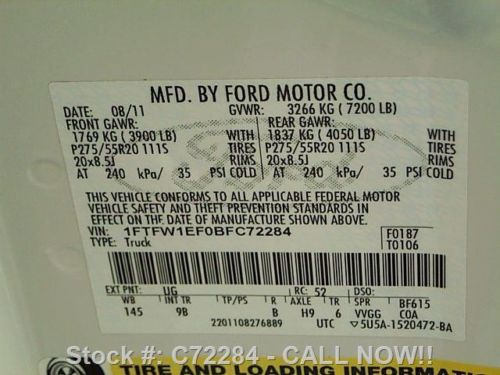 MFD. BY FORD MOTOR CO.
DATE: 08/11 GVWR: 3266 KG ( 7200 LB)
FRONT GAWR: REAR GAWR:
1769 KG ( 3900 LB) WITH 1837 KG ( 4050 LB) WITH
P275/55R20 111S TIRES P275/55R20 111S TIRES
20x8.5J RIMS 20x8.5J RIMS
AT 240 kPa/ 35 PSI COLD AT 240 kPa/ 35 PSI COLD
THIS VEHICLE CONFORMS TO ALL APPLICABLE FEDERAL MOTOR
VEHICLE SAFETY AND THEFT PREVENTION STANDARDS IN
EFFECT ON THE DATE OF MANUFACTURE SHOWN ABOVE.
VIN: 1FTFW1EF0BFC72284 F0187
TYPE: Truck T0106
Ford
EXT PNT: UG RC: 52 DSO:
WB INT TR TP/PS R AXLE TR SPR BF615
145 9B B H9 6 VVGG COA
2201108276889 UTC ▽5U5A-1520472-BA
Stock #: C72284 - CALL NOW!!
TIRE AND LOADING INFORMATION